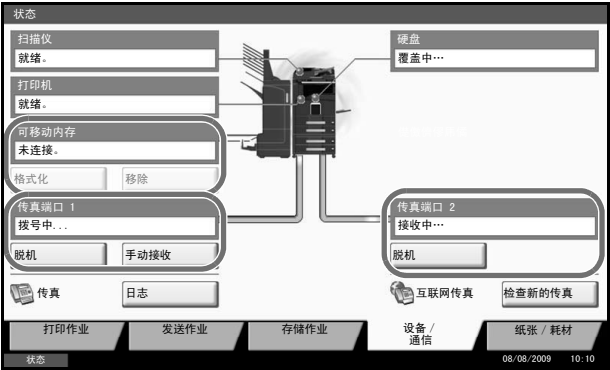 状态
扫描仪
就绪。
硬盘
覆盖中…
打印机
就绪。
可移动内存
未连接。
格式化
移除
传真端口 1
拨号中...
脱机
手动接收
传真端口 2
接收中…
脱机
传真
日志
互联网传真
检查新的传真
打印作业
发送作业
存储作业
设备 /
通信
纸张 / 耗材
状态
08/08/2009 10:10